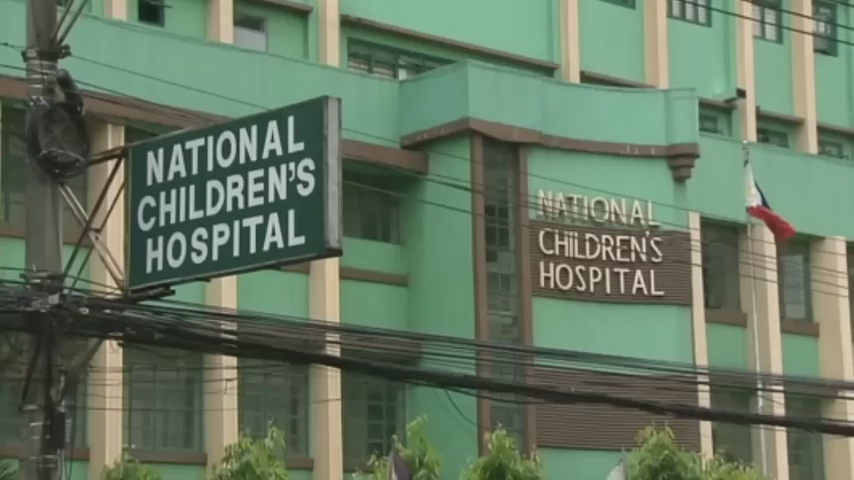 NATIONAL
CHILDREN'S
HOSPITAL
NATIONAL
CHILDREN'S
HOSPITAL